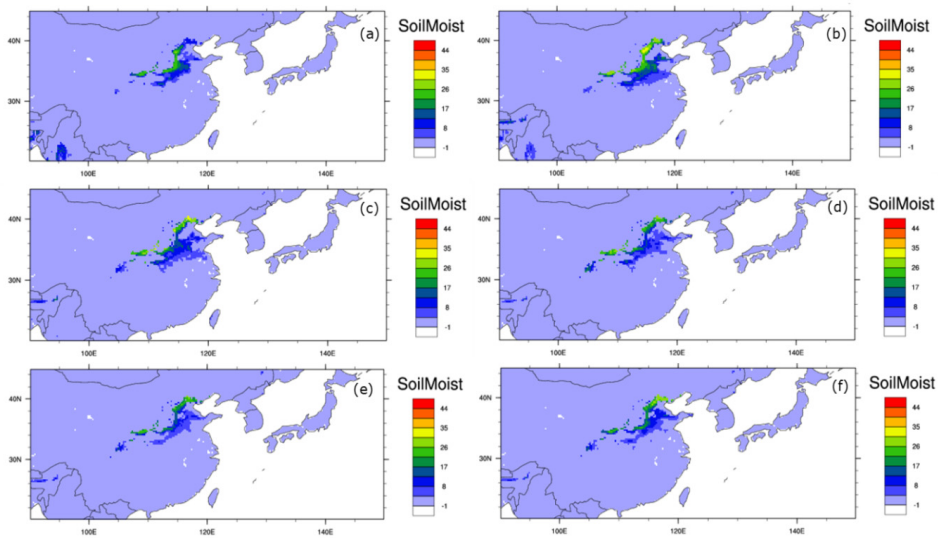 (a) SoilMoist
40N
44
35
26
30N
17
8
-1
100E 120E 140E
(b) SoilMoist
40N
44
35
26
30N
17
8
-1
100E 120E 140E
(c) SoilMoist
40N
44
35
26
30N
17
8
-1
100E 120E 140E
(d) SoilMoist
40N
44
35
26
30N
17
8
-1
100E 120E 140E
(e) SoilMoist
40N
44
35
26
30N
17
8
-1
100E 120E 140E
(f) SoilMoist
40N
44
35
26
30N
17
8
-1
100E 120E 140E